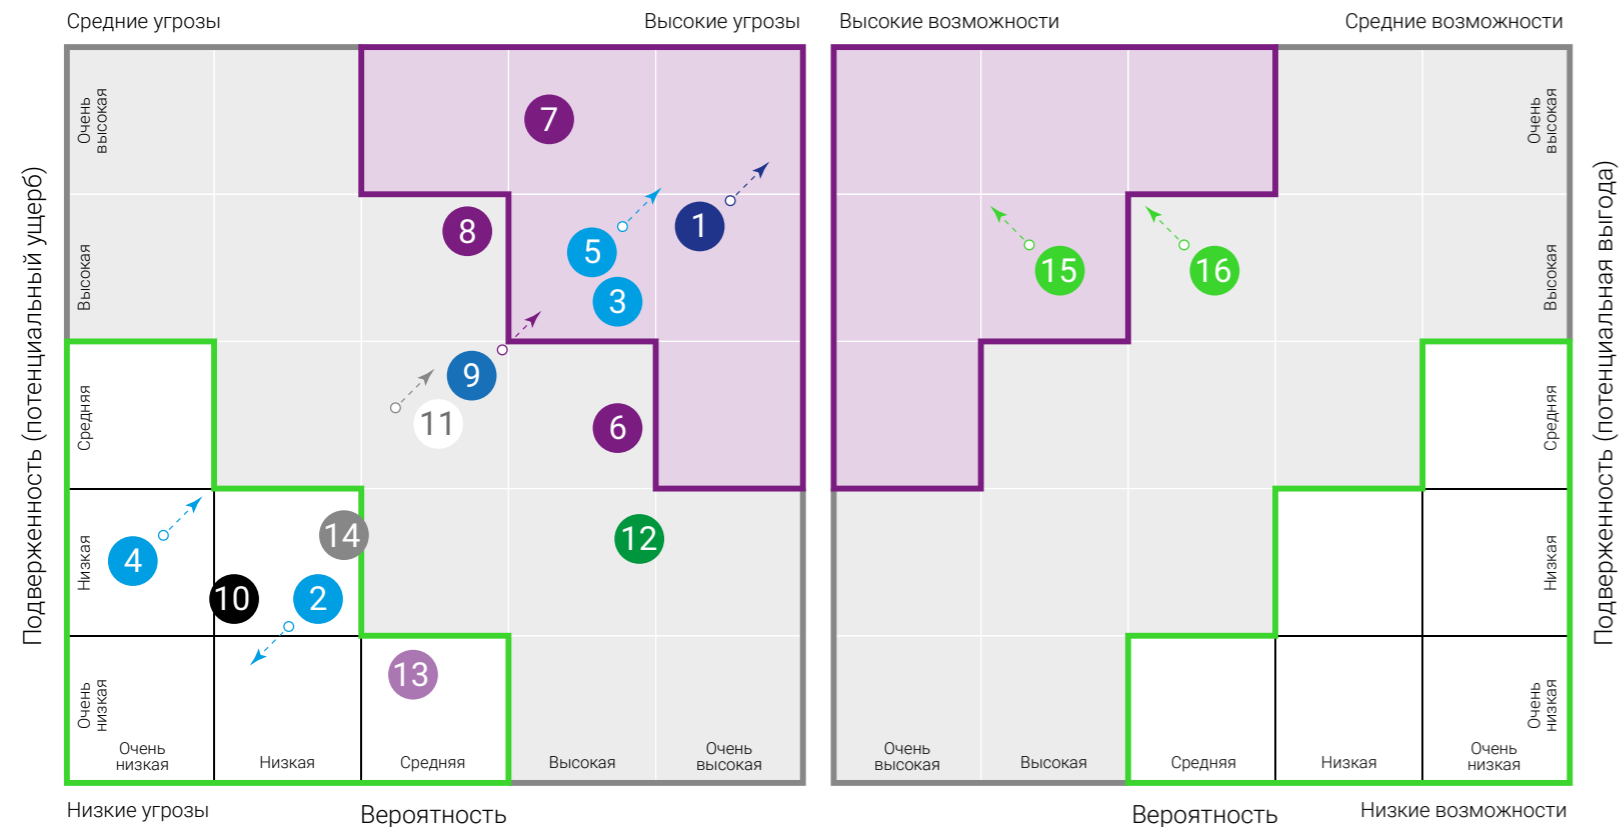 Средние угрозы
Высокие угрозы
Высокие возможности
Средние возможности
Подверженность (потенциальный ущерб)
Очень
высокая
Высокая
Средняя
Низкая
Очень
низкая
7
8
1
5
3
9
11
6
14
12
4
10
2
13
Очень
низкая
Низкая
Средняя
Высокая
Очень
высокая
Низкие угрозы
Вероятность
15
16
Очень
высокая
Высокая
Средняя
Низкая
Очень
низкая
Очень
высокая
Высокая
Средняя
Низкая
Очень
низкая
Подверженность (потенциальная выгода)
Вероятность
Низкие возможности